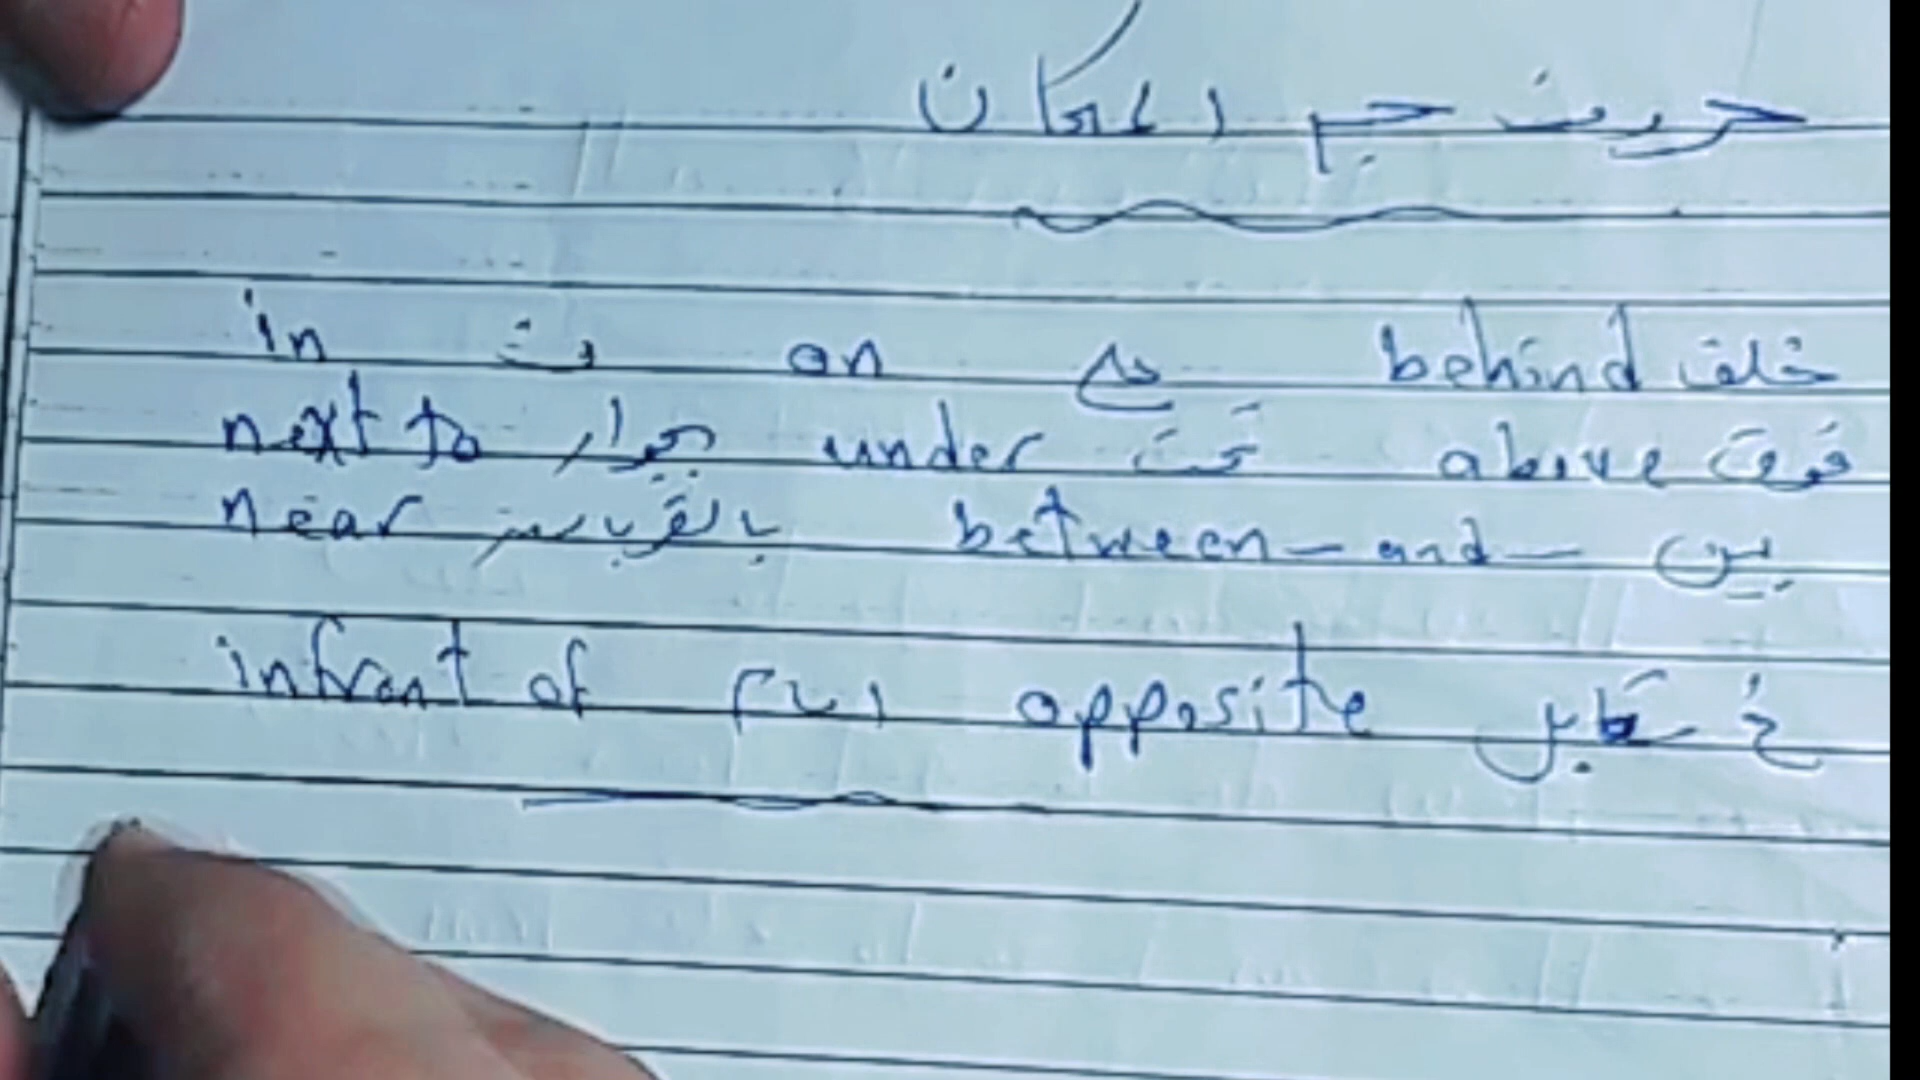 حروف جر المكان
in في on على behind خلف
next to بجوار under تحت above فوق
near بالقرب من between - and - بين
infront of امام opposite في مقابل